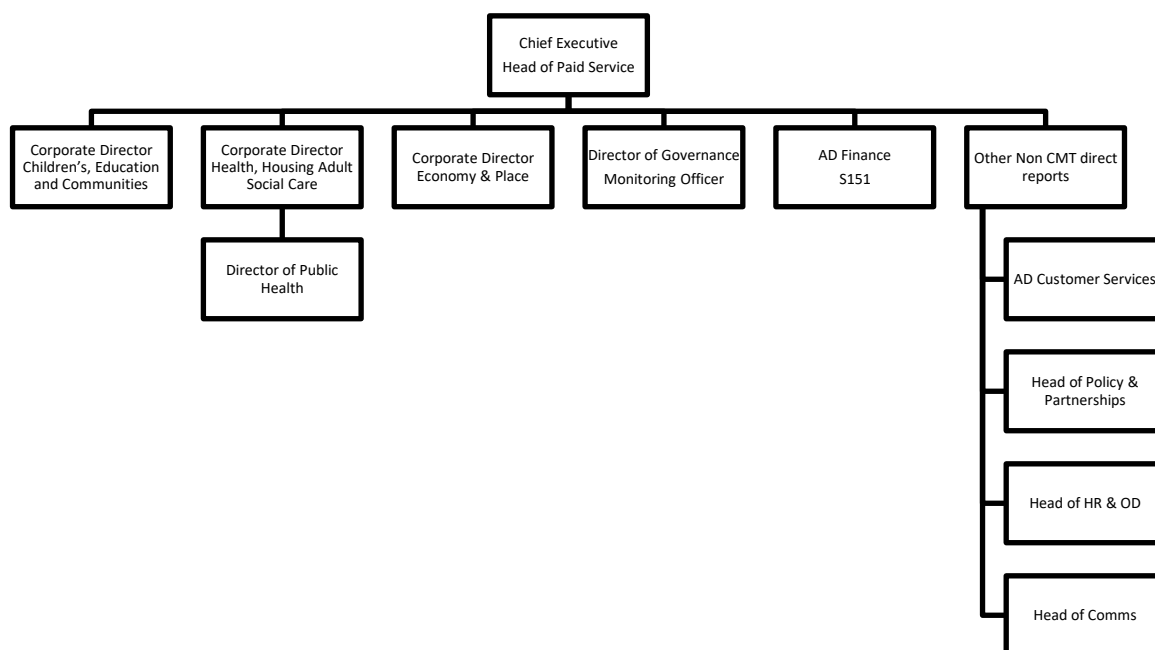 Chief Executive
Head of Paid Service
Corporate Director
Children's, Education
and Communities
Corporate Director
Health, Housing Adult
Social Care
Corporate Director
Economy & Place
Director of Governance
Monitoring Officer
AD Finance
S151
Other Non CMT direct
reports
Director of Public
Health
AD Customer Services
Head of Policy &
Partnerships
Head of HR & OD
Head of Comms